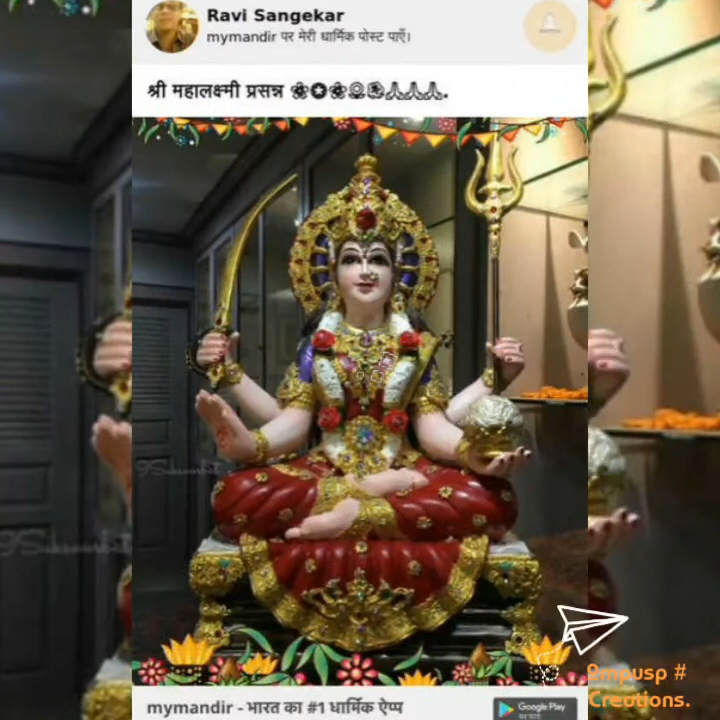 Ravi Sangekar
mymandir पर मेरी धार्मिक पोस्ट पाएँ।
श्री महालक्ष्मी प्रसन्न ❀✪❀۞֍🙏🙏🙏.
mymandir - भारत का #1 धार्मिक ऐप्प
Google Play
#
Creations.